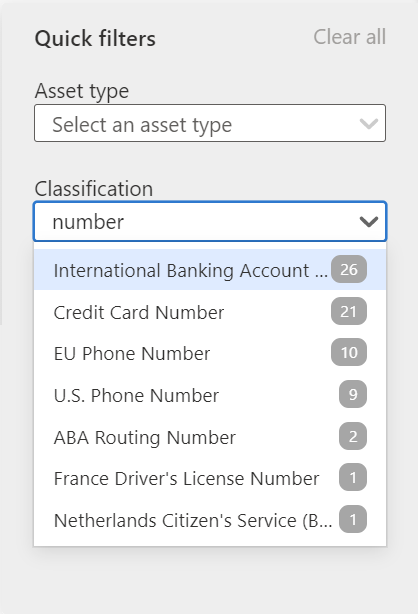 Quick filters Clear all
Asset type
Select an asset type
Classification
number
International Banking Account ... 26
Credit Card Number 21
EU Phone Number 10
U.S. Phone Number 9
ABA Routing Number 2
France Driver's License Number 1
Netherlands Citizen's Service (B... 1